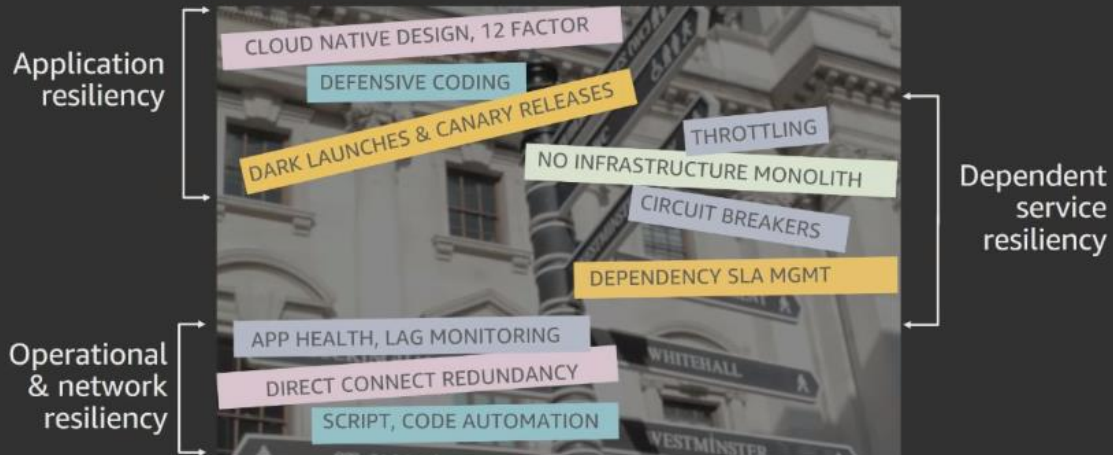 Application
resiliency
CLOUD NATIVE DESIGN, 12 FACTOR
DEFENSIVE CODING
DARK LAUNCHES & CANARY RELEASES
THROTTLING
NO INFRASTRUCTURE MONOLITH
CIRCUIT BREAKERS
DEPENDENCY SLA MGMT
Dependent
service
resiliency
Operational
& network
resiliency
APP HEALTH, LAG MONITORING
DIRECT CONNECT REDUNDANCY
SCRIPT, CODE AUTOMATION
WHITEHALL
WESTMINSTER